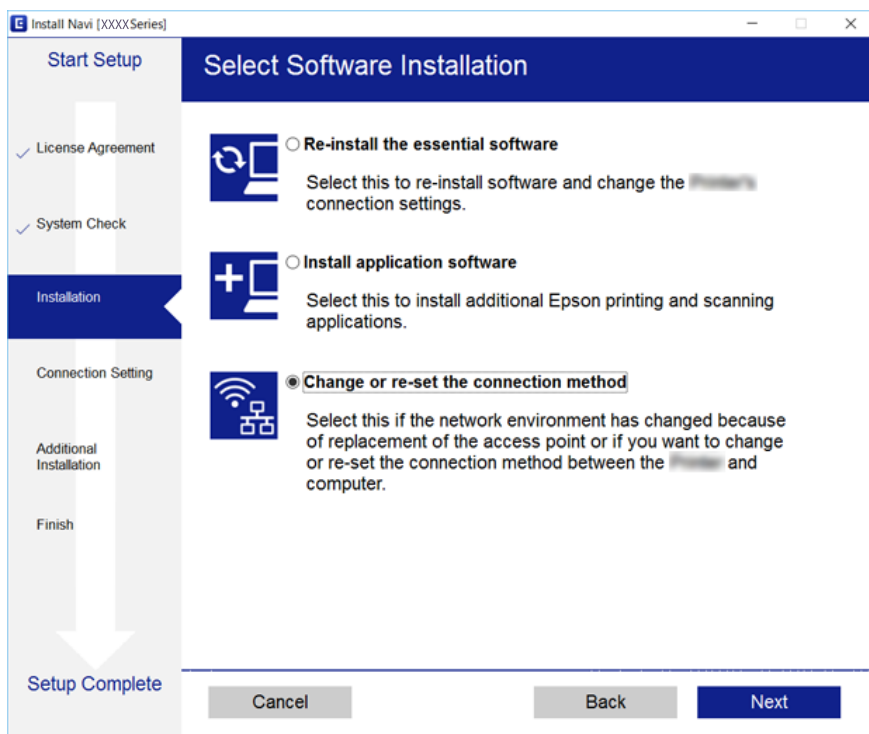 Install Navi [XXXX Series]
Start Setup
License Agreement
System Check
Installation
Connection Setting
Additional
Installation
Finish
Setup Complete
Select Software Installation
Re-install the essential software
Select this to re-install software and change the
connection settings.
Install application software
Select this to install additional Epson printing and scanning
applications.
Change or re-set the connection method
Select this if the network environment has changed because
of replacement of the access point or if you want to change
or re-set the connection method between the and
computer.
Cancel
Back
Next